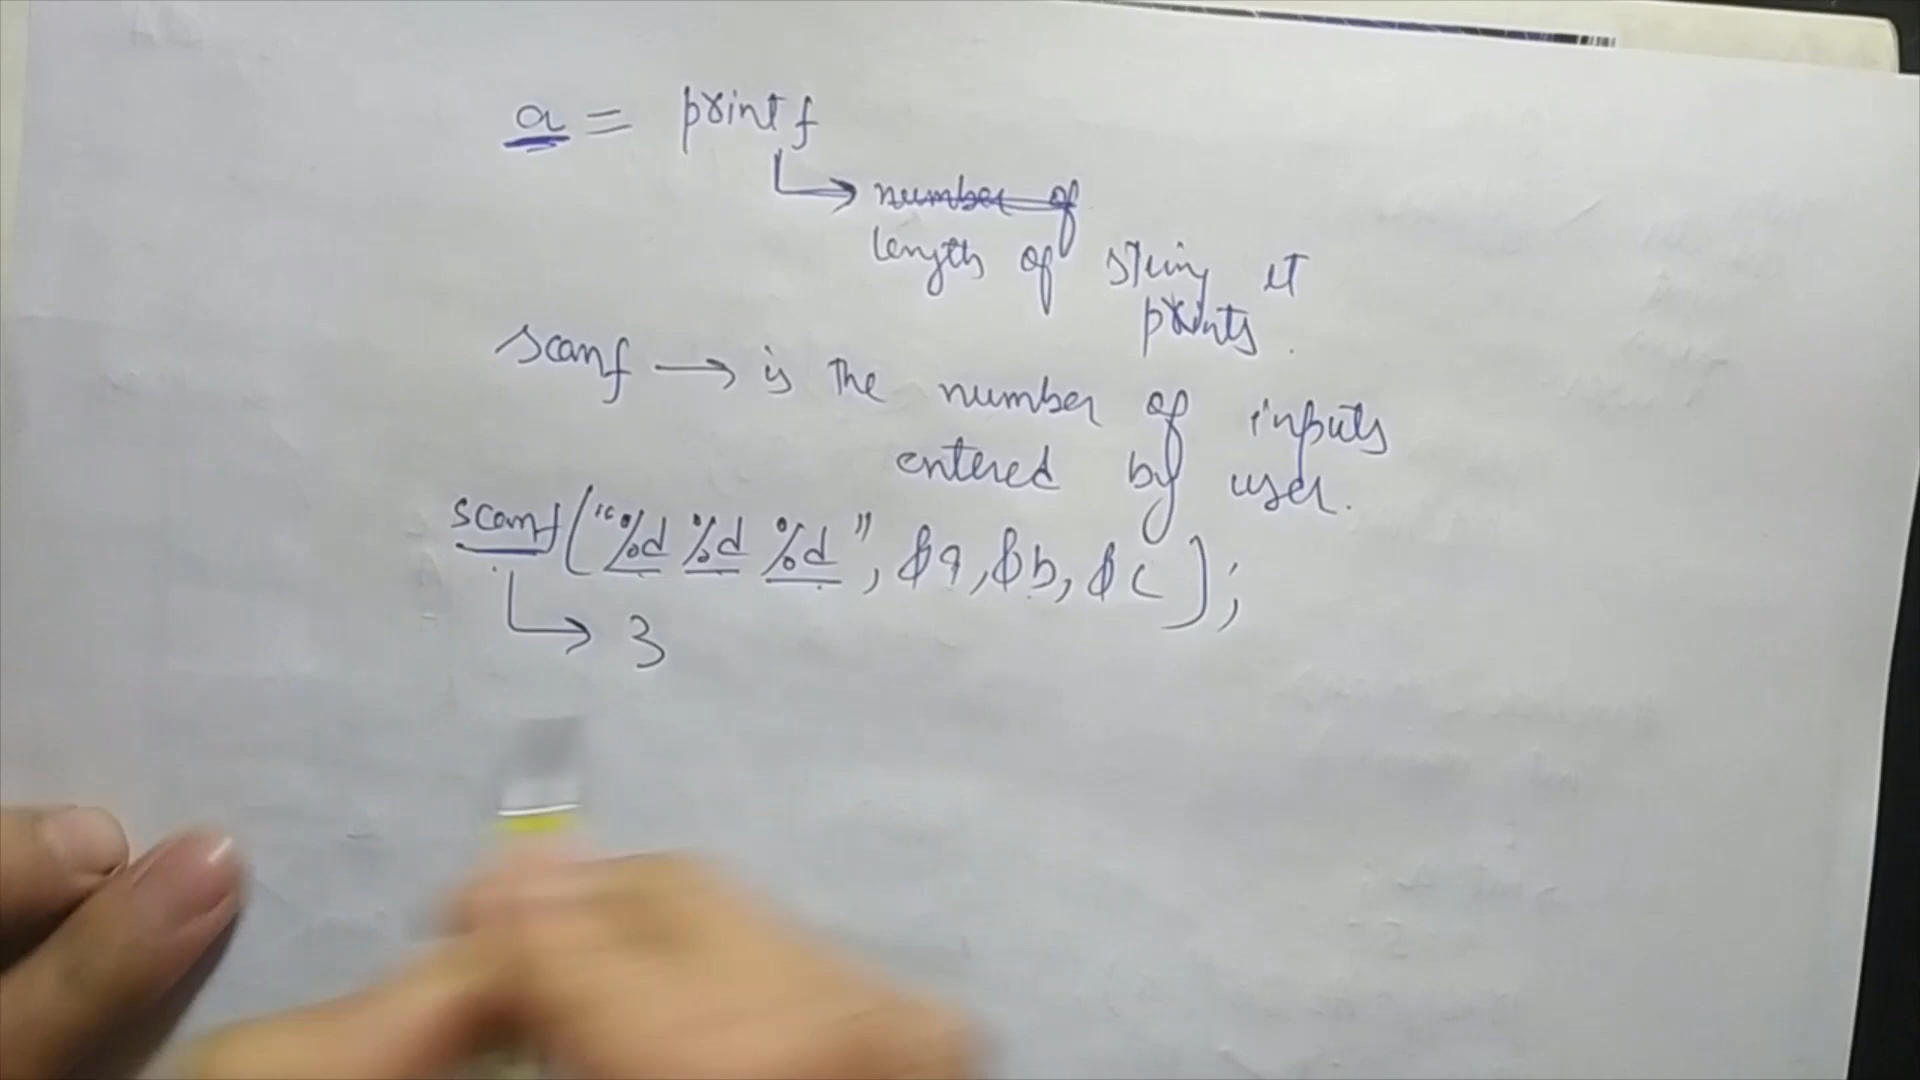 a = printf
number of
length of string it
prints.
scanf → is the number of inputs
entered by user.
scanf("%d %d %d", &a, &b, &c);
3